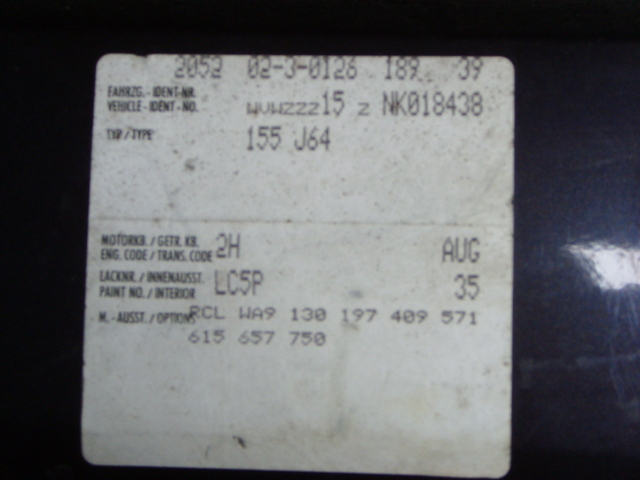 2052 02-3-0126 189 39
FAHRZG.-IDENT-NR.
VEHICLE-IDENT-NO. WVWZZZ15 Z NK018438
TYP/TYPE 155 J64
MOTORKB./GETR.KB.
ENG.CODE/TRANS.CODE 2H AUG
LACKNR./INNENAUSST.
PAINT NO./INTERIOR LC5P 35
M.-AUSST./OPTIONS RCL WA9 130 197 409 571
615 657 750